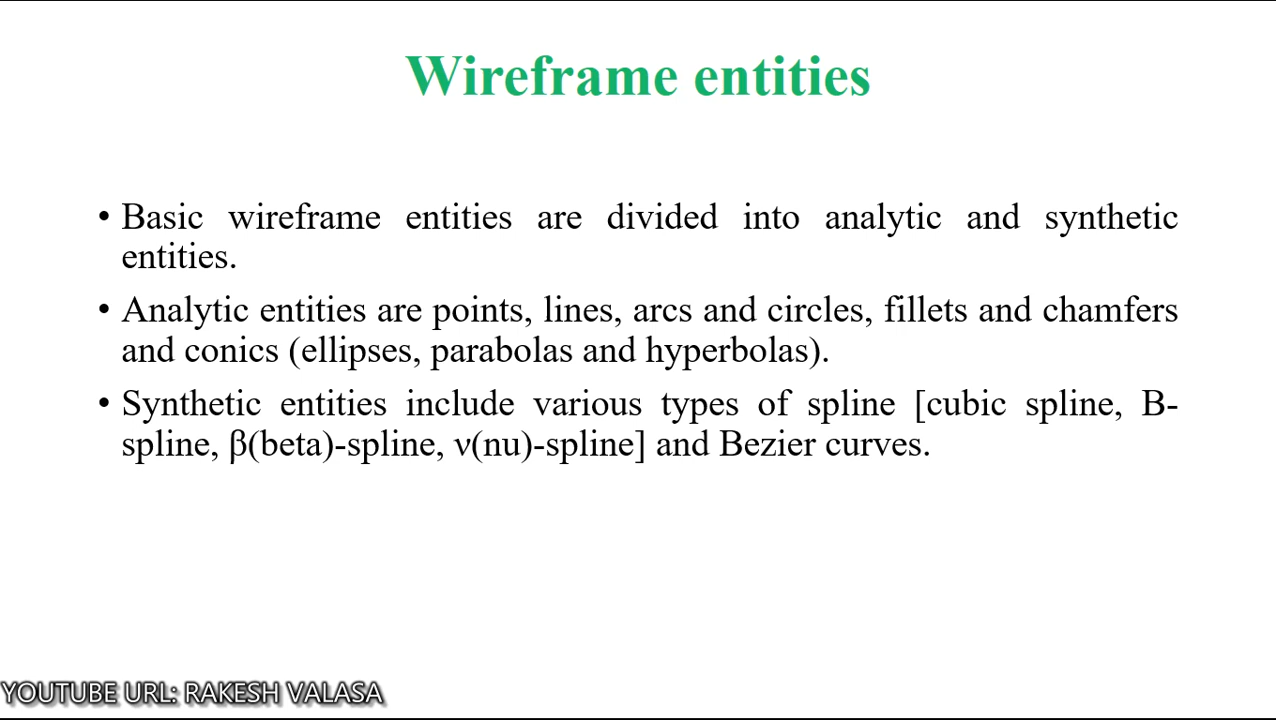 Wireframe entities
• Basic wireframe entities are divided into analytic and synthetic
entities.
• Analytic entities are points, lines, arcs and circles, fillets and chamfers
and conics (ellipses, parabolas and hyperbolas).
• Synthetic entities include various types of spline [cubic spline, B-
spline, β(beta)-spline, ν(nu)-spline] and Bezier curves.
YOUTUBE URL: RAKESH VALASA